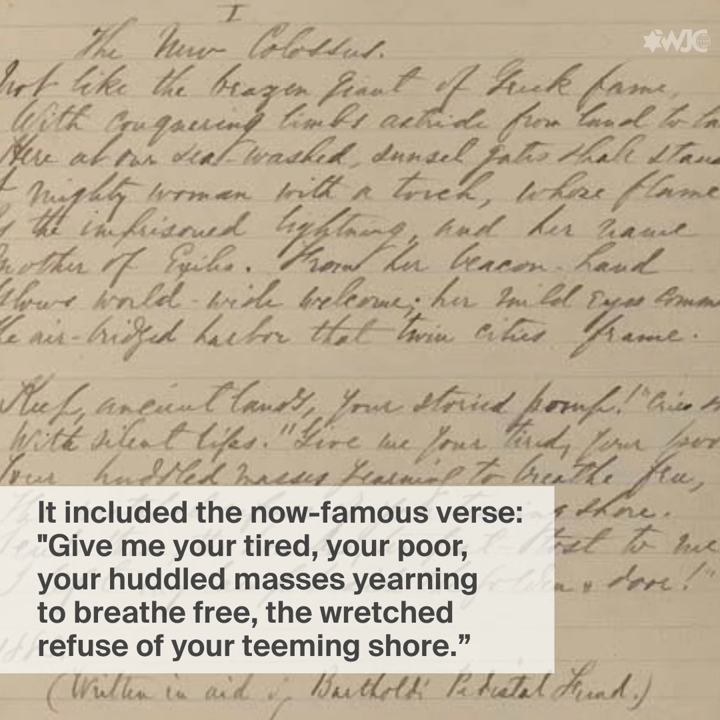 I
The New Colossus.
WJC
Not like the brazen giant of Greek fame,
With conquering limbs astride from land to la
Here at our sea-washed, sunset gates shall stand
A mighty woman with a torch, whose flame
Is the imprisoned lightning, and her name
Mother of Exiles. From her beacon-hand
Glows world-wide welcome; her mild eyes comm
The air-bridged harbor that twin cities frame.
"Keep, ancient lands, your storied pomp!" cries s
With silent lips. "Give me your tired, your poor
Your huddled masses yearning to breathe free,
g shore.
ost to me
door!"
It included the now-famous verse:
"Give me your tired, your poor,
your huddled masses yearning
to breathe free, the wretched
refuse of your teeming shore.”
(Written in aid of Bartholdi Pedestal Fund.)